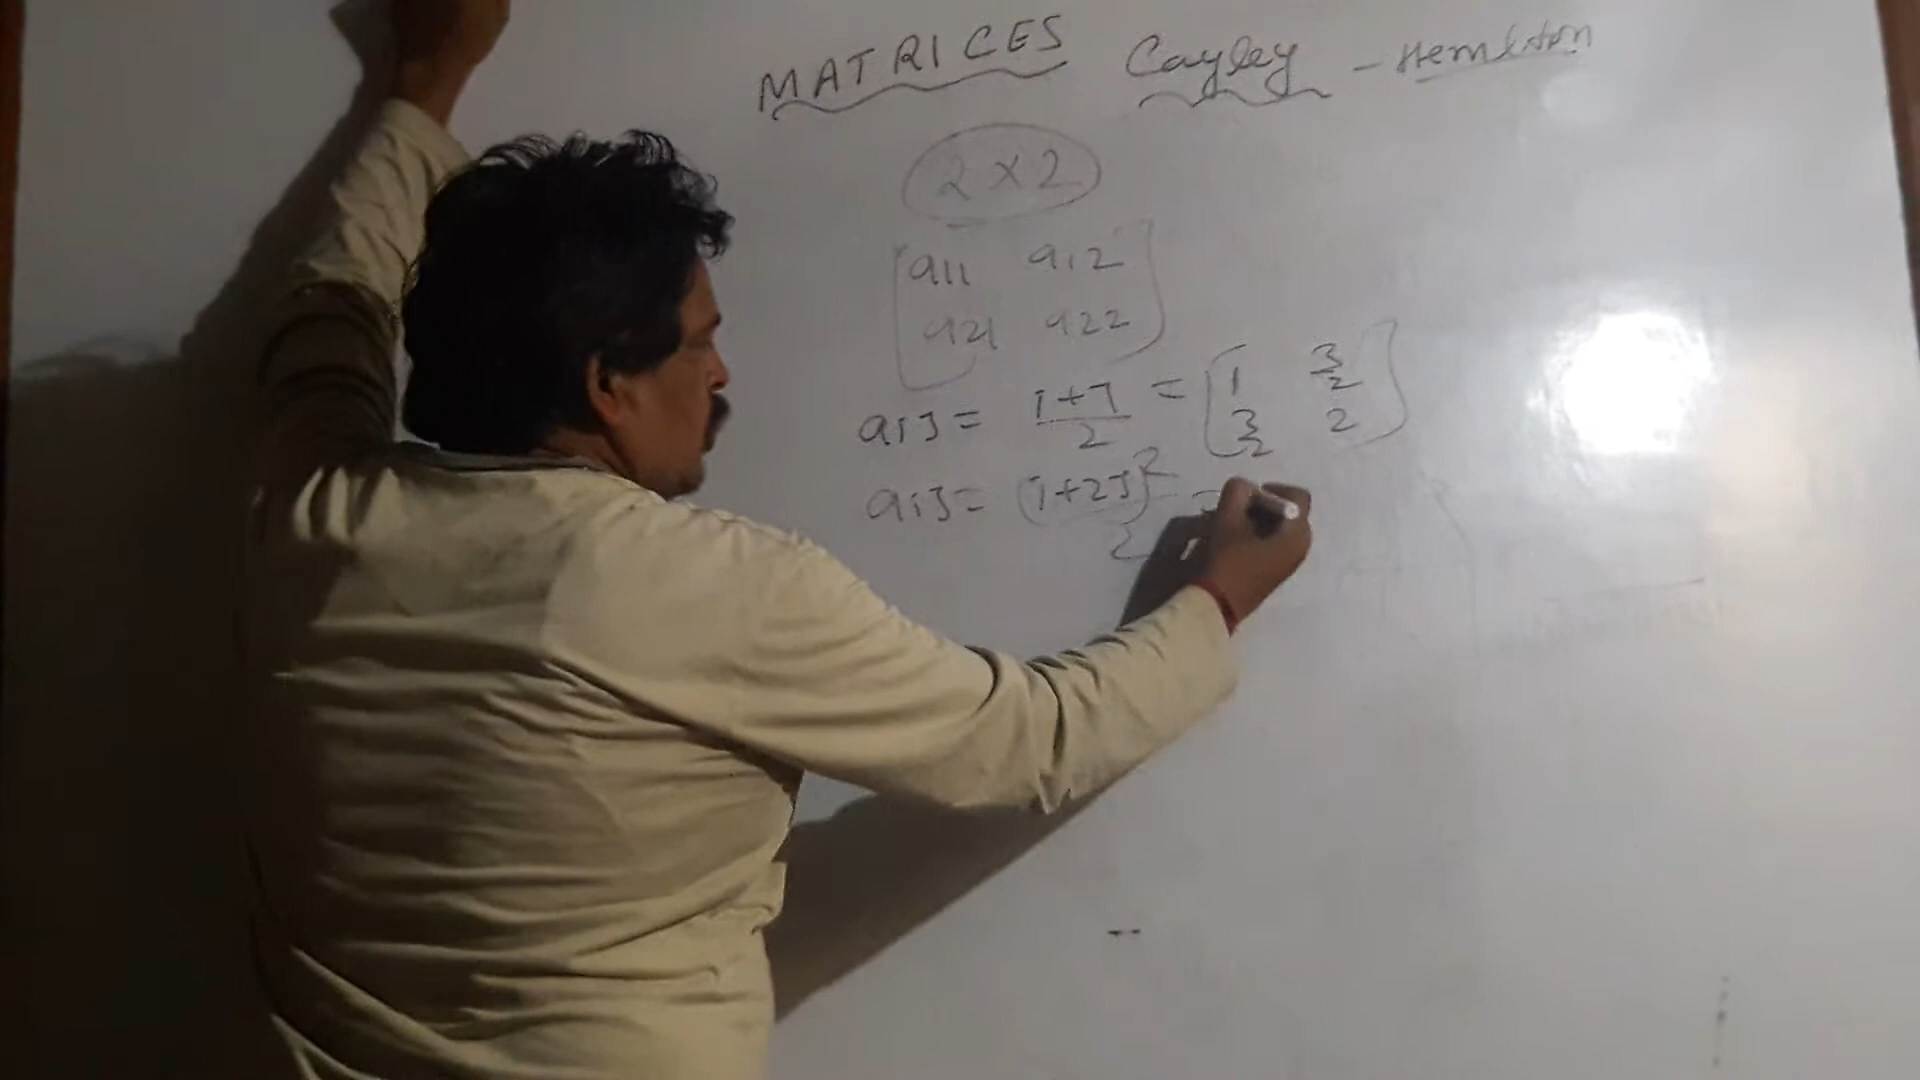 MATRICES Cayley - Hemilton
2 x 2
[a11 a12
a21 a22]
aiJ = i+J/2 = [1 3/2
3/2 2]
aiJ = (i+2J)²/2 =